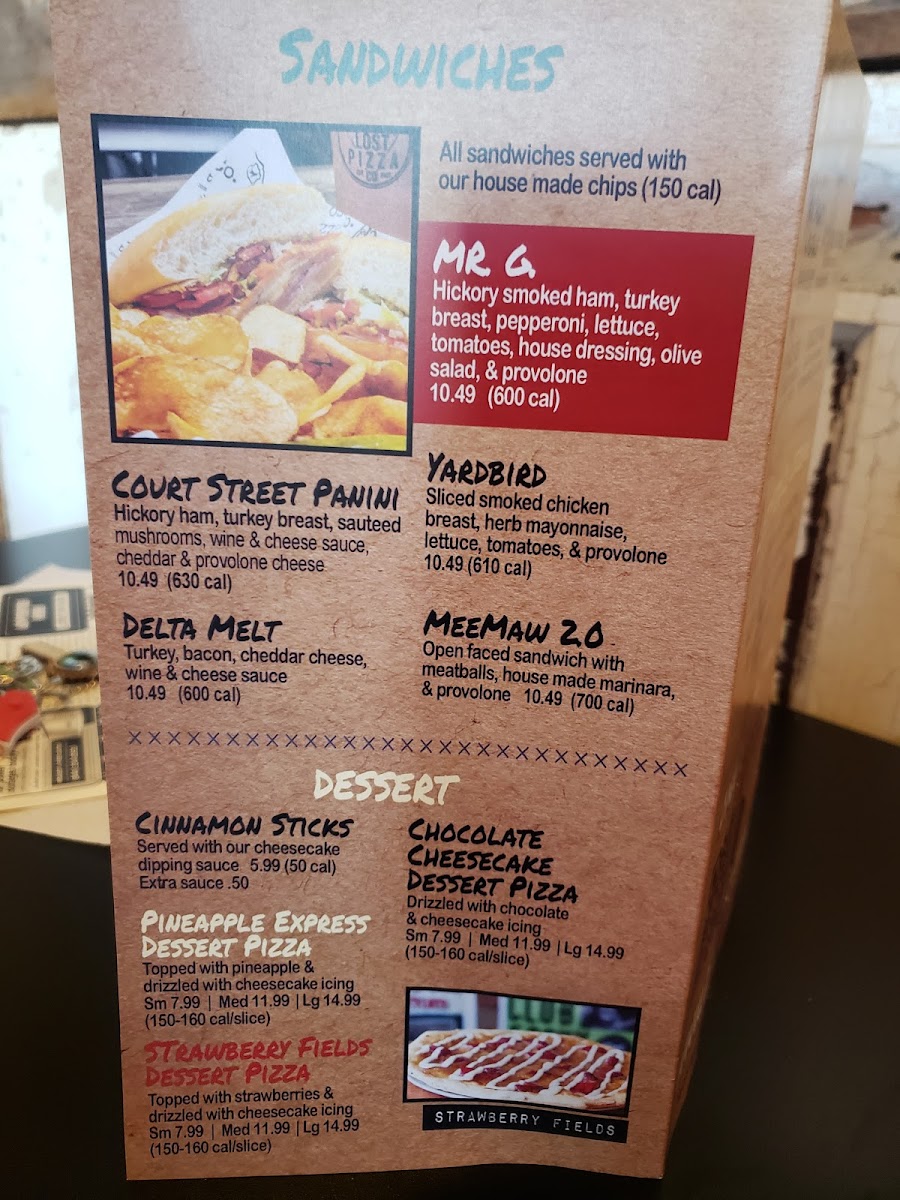 SANDWICHES
LOST
PIZZA
CO
All sandwiches served with
our house made chips (150 cal)
MR G.
Hickory smoked ham, turkey
breast, pepperoni, lettuce,
tomatoes, house dressing, olive
salad, & provolone
10.49 (600 cal)
COURT STREET PANINI
Hickory ham, turkey breast, sauteed
mushrooms, wine & cheese sauce,
cheddar & provolone cheese
10.49 (630 cal)
YARDBIRD
Sliced smoked chicken
breast, herb mayonnaise,
lettuce, tomatoes, & provolone
10.49 (610 cal)
DELTA MELT
Turkey, bacon, cheddar cheese,
wine & cheese sauce
10.49 (600 cal)
MEEMAW 2.0
Open faced sandwich with
meatballs, house made marinara,
& provolone 10.49 (700 cal)
XXXXXXXXXXXXXXXXXXXXXXXXXXXXXX
DESSERT
CINNAMON STICKS
Served with our cheesecake
dipping sauce 5.99 (50 cal)
Extra sauce .50
PINEAPPLE EXPRESS
DESSERT PIZZA
Topped with pineapple &
drizzled with cheesecake icing
Sm 7.99 | Med 11.99 | Lg 14.99
(150-160 cal/slice)
STRAWBERRY FIELDS
DESSERT PIZZA
Topped with strawberries &
drizzled with cheesecake icing
Sm 7.99 | Med 11.99 | Lg 14.99
(150-160 cal/slice)
CHOCOLATE
CHEESECAKE
DESSERT PIZZA
Drizzled with chocolate
& cheesecake icing
Sm 7.99 | Med 11.99 | Lg 14.99
(150-160 cal/slice)
CLUB
STRAWBERRY FIELDS